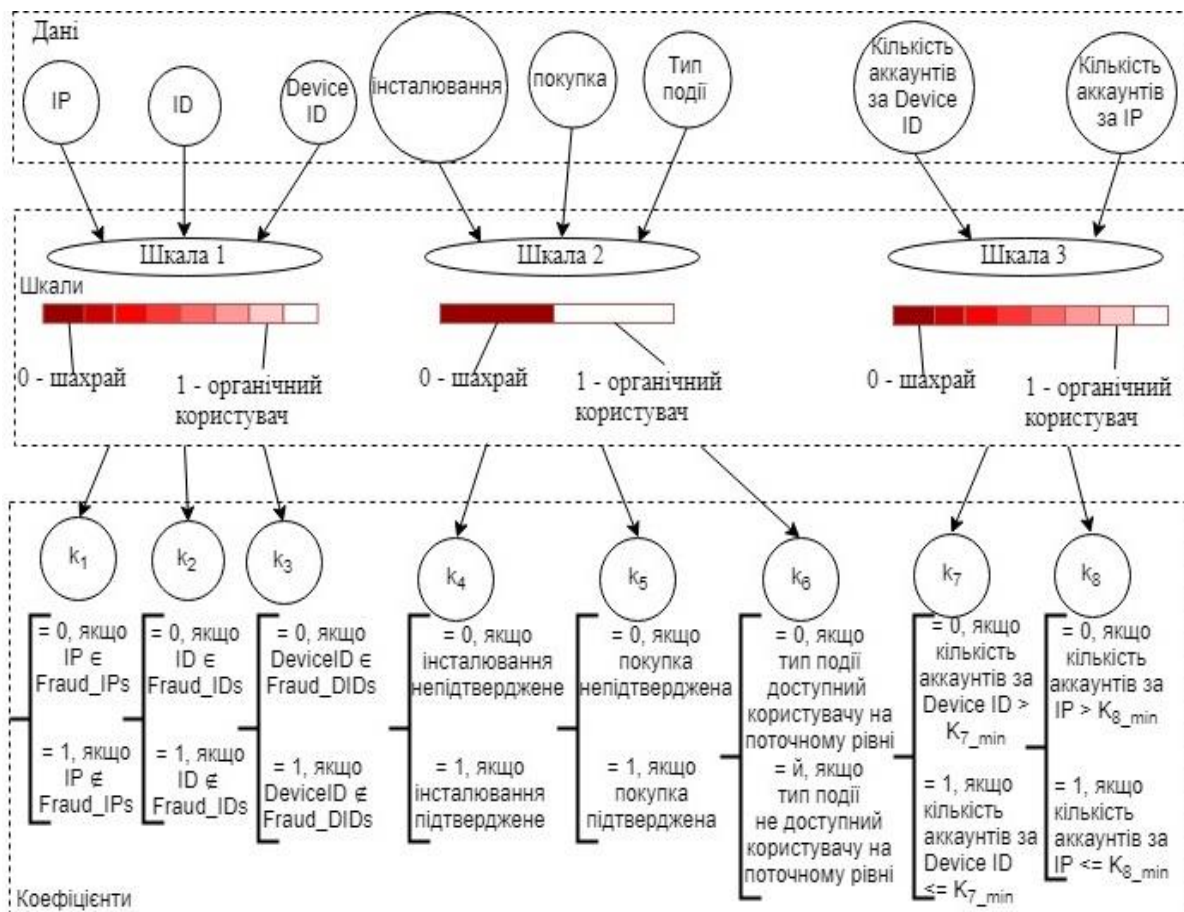 Дані
IP
ID
Device
ID
інсталювання
покупка
Тип
події
Кількість
аккаунтів
за Device
ID
Кількість
аккаунтів
за IP
Шкала 1
Шкала 2
Шкала 3
Шкали
0 - шахрай
1 - органічний
користувач
0 - шахрай
1 - органічний
користувач
0 - шахрай
1 - органічний
користувач
k1
k2
k3
k4
k5
k6
k7
k8
= 0, якщо
IP ∈
Fraud_IPs
= 1, якщо
IP ∉
Fraud_IPs
= 0, якщо
ID ∈
Fraud_IDs
= 1, якщо
ID ∉
Fraud_IDs
= 0, якщо
DeviceID ∈
Fraud_DIDs
= 1, якщо
DeviceID ∉
Fraud_DIDs
= 0, якщо
інсталювання
непідтверджене
= 1, якщо
інсталювання
підтверджене
= 0, якщо
покупка
непідтверджена
= 1, якщо
покупка
підтверджена
= 0, якщо
тип події
доступний
користувачу на
поточному рівні
= й, якщо
тип події
не доступний
користувачу на
поточному рівні
= 0, якщо
кількість
аккаунтів за
Device ID >
K7_min
= 1, якщо
кількість
аккаунтів за
Device ID
<= K7_min
= 0, якщо
кількість
аккаунтів за
IP > K8_min
= 1, якщо
кількість
аккаунтів за
IP <= K8_min
Коефіцієнти